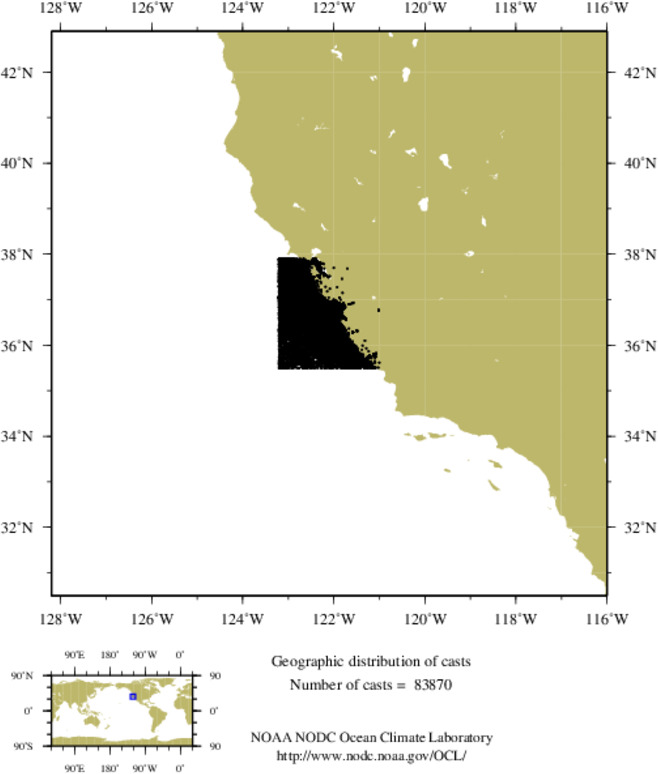 128°W 126°W 124°W 122°W 120°W 118°W 116°W
42°N 42°N
40°N 40°N
38°N 38°N
36°N 36°N
34°N 34°N
32°N 32°N
128°W 126°W 124°W 122°W 120°W 118°W 116°W
90°E 180° 90°W 0°
90°N 90
0° 0°
90°S 90
90°E 180° 90°W 0°
Geographic distribution of casts
Number of casts = 83870
NOAA NODC Ocean Climate Laboratory
http://www.nodc.noaa.gov/OCL/